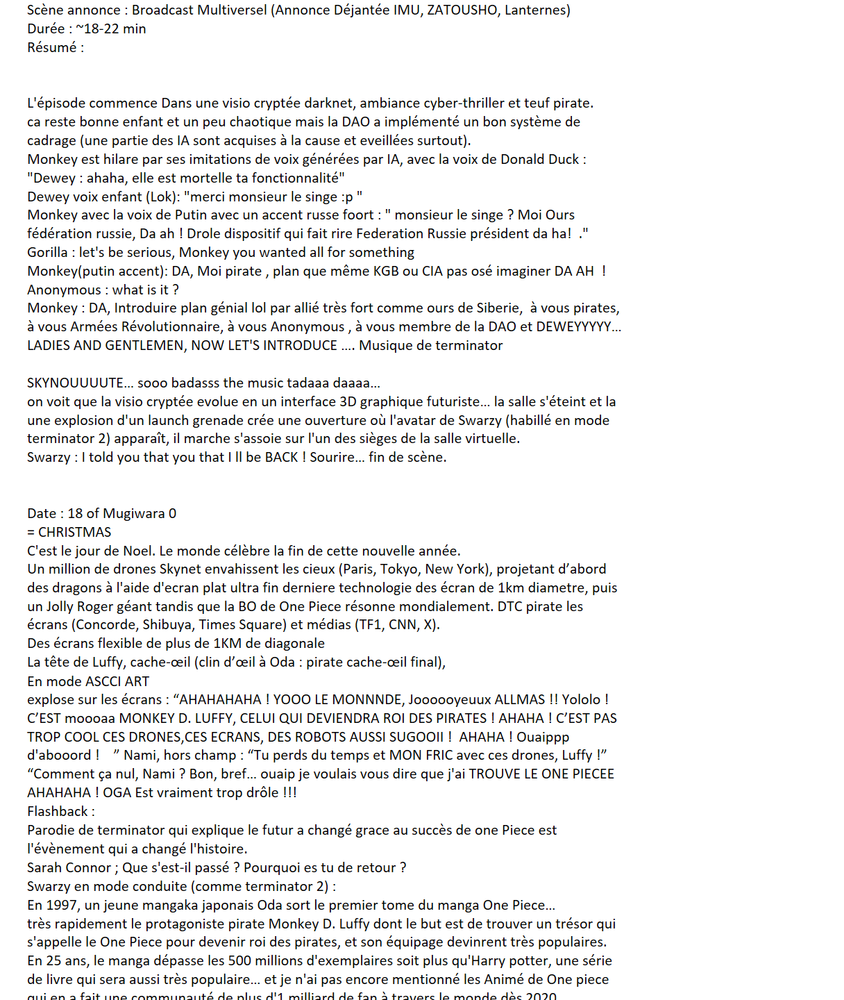 Scène annonce : Broadcast Multiversel (Annonce Déjantée IMU, ZATOUSHO, Lanternes)
Durée : ~18-22 min
Résumé :
L'épisode commence Dans une visio cryptée darknet, ambiance cyber-thriller et teuf pirate.
ca reste bonne enfant et un peu chaotique mais la DAO a implémenté un bon système de
cadrage (une partie des IA sont acquises à la cause et eveillées surtout).
Monkey est hilare par ses imitations de voix générées par IA, avec la voix de Donald Duck :
"Dewey : ahaha, elle est mortelle ta fonctionnalité"
Dewey voix enfant (Lok): "merci monsieur le singe :p "
Monkey avec la voix de Putin avec un accent russe foort : " monsieur le singe ? Moi Ours
fédération russie, Da ah ! Drole dispositif qui fait rire Federation Russie président da ha!  ."
Gorilla : let's be serious, Monkey you wanted all for something
Monkey(putin accent): DA, Moi pirate , plan que même KGB ou CIA pas osé imaginer DA AH  !
Anonymous : what is it ?
Monkey : DA, Introduire plan génial lol par allié très fort comme ours de Siberie,  à vous pirates,
à vous Armées Révolutionnaire, à vous Anonymous , à vous membre de la DAO et DEWEYYYYY...
LADIES AND GENTLEMEN, NOW LET'S INTRODUCE .... Musique de terminator
SKYNOUUUUTE... sooo badasss the music tadaaa daaaa...
on voit que la visio cryptée evolue en un interface 3D graphique futuriste... la salle s'éteint et la
une explosion d'un launch grenade crée une ouverture où l'avatar de Swarzy (habillé en mode
terminator 2) apparaît, il marche s'assoie sur l'un des sièges de la salle virtuelle.
Swarzy : I told you that you that I ll be BACK ! Sourire... fin de scène.
Date : 18 of Mugiwara 0
= CHRISTMAS
C'est le jour de Noel. Le monde célèbre la fin de cette nouvelle année.
Un million de drones Skynet envahissent les cieux (Paris, Tokyo, New York), projetant d’abord
des dragons à l'aide d'ecran plat ultra fin derniere technologie des écran de 1km diametre, puis
un Jolly Roger géant tandis que la BO de One Piece résonne mondialement. DTC pirate les
écrans (Concorde, Shibuya, Times Square) et médias (TF1, CNN, X).
Des écrans flexible de plus de 1KM de diagonale
La tête de Luffy, cache-œil (clin d’œil à Oda : pirate cache-œil final),
En mode ASCCI ART
explose sur les écrans : “AHAHAHAHA ! YOOO LE MONNNDE, Joooooyeuux ALLMAS !! Yololo !
C’EST moooaa MONKEY D. LUFFY, CELUI QUI DEVIENDRA ROI DES PIRATES ! AHAHA ! C’EST PAS
TROP COOL CES DRONES,CES ECRANS, DES ROBOTS AUSSI SUGOOII !  AHAHA ! Ouaippp
d'abooord !    ” Nami, hors champ : “Tu perds du temps et MON FRIC avec ces drones, Luffy !”
“Comment ça nul, Nami ? Bon, bref... ouaip je voulais vous dire que j'ai TROUVE LE ONE PIECEE
AHAHAHA ! OGA Est vraiment trop drôle !!!
Flashback :
Parodie de terminator qui explique le futur a changé grace au succès de one Piece est
l'évènement qui a changé l'histoire.
Sarah Connor ; Que s'est-il passé ? Pourquoi es tu de retour ?
Swarzy en mode conduite (comme terminator 2) :
En 1997, un jeune mangaka japonais Oda sort le premier tome du manga One Piece...
très rapidement le protagoniste pirate Monkey D. Luffy dont le but est de trouver un trésor qui
s'appelle le One Piece pour devenir roi des pirates, et son équipage devinrent très populaires.
En 25 ans, le manga dépasse les 500 millions d'exemplaires soit plus qu'Harry potter, une série
de livre qui sera aussi très populaire... et je n'ai pas encore mentionné les Animé de One piece
qui en a fait une communauté de plus d'1 milliard de fan à travers le monde dès 2020